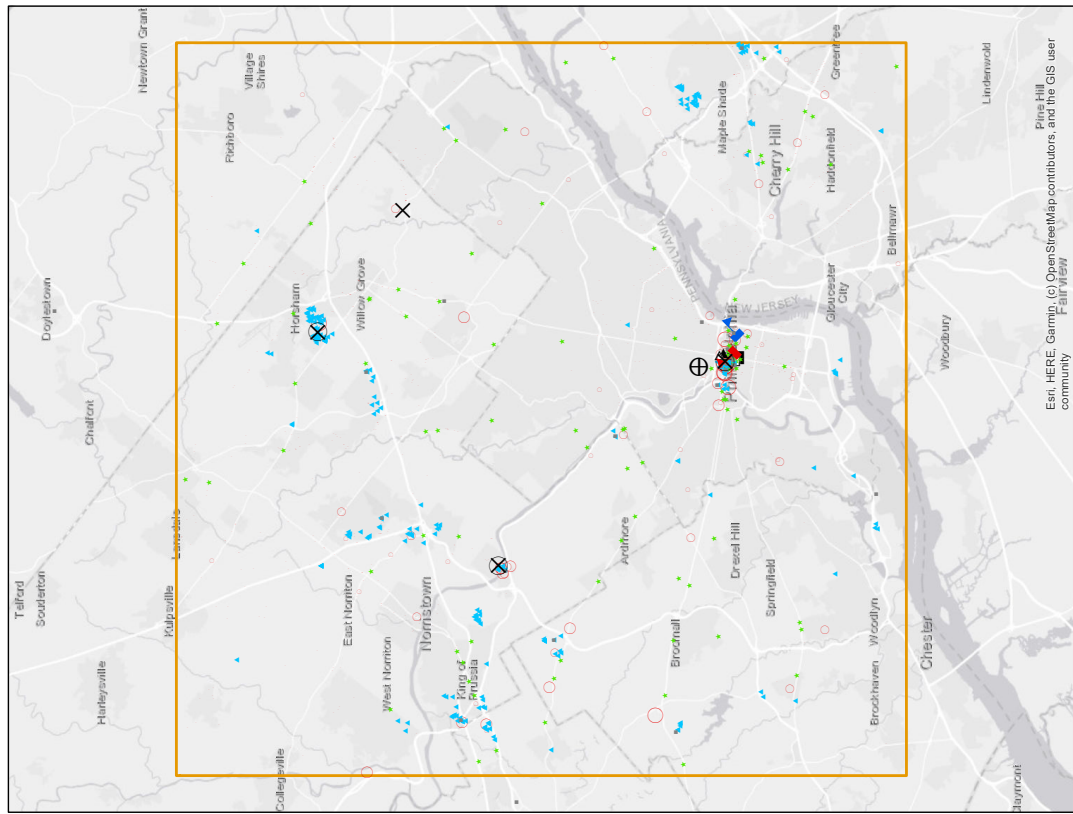 Newtown Grant
Village
Shires
Richboro
Doylestown
Horsham
Willow Grove
Chalfont
Lansdale
Telford
Souderton
Kulpsville
East Norriton
Norristown
Harleysville
West Norriton
King of
Prussia
Collegeville
Maple Shade
Cherry Hill
Greentree
Haddonfield
Lindenwold
Pine Hill
PENNSYLVANIA
NEW JERSEY
Gloucester
City
Bellmawr
Woodbury
Fairview
Ardmore
Drexel Hill
Springfield
Broomall
Woodlyn
Brookhaven
Chester
Claymont
Esri, HERE, Garmin, (c) OpenStreetMap contributors, and the GIS user
community